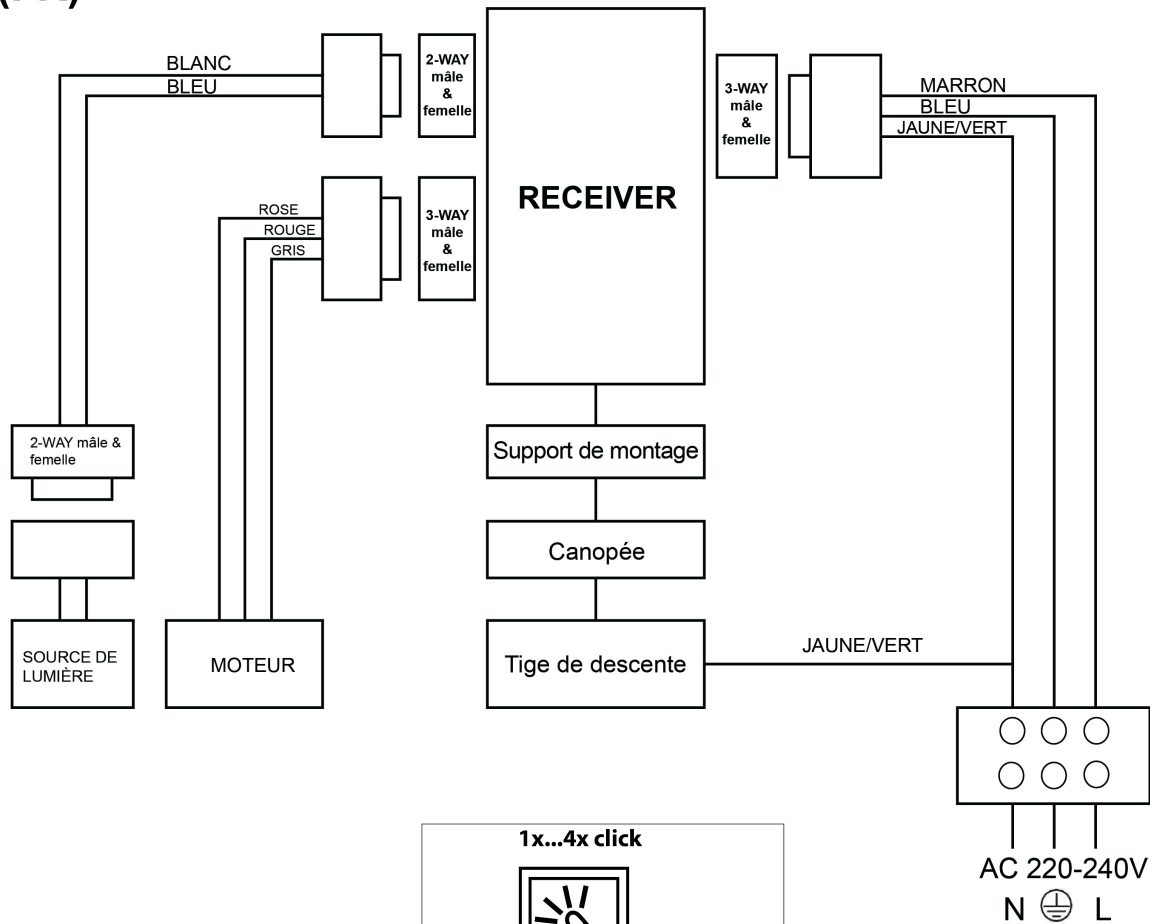 BLANC
BLEU
2-WAY
mâle
&
femelle
ROSE
ROUGE
GRIS
3-WAY
mâle
&
femelle
RECEIVER
3-WAY
mâle
&
femelle
MARRON
BLEU
JAUNE/VERT
2-WAY mâle &
femelle
SOURCE DE
LUMIÈRE
MOTEUR
Support de montage
Canopée
Tige de descente
JAUNE/VERT
AC 220-240V
N L
1x...4x click